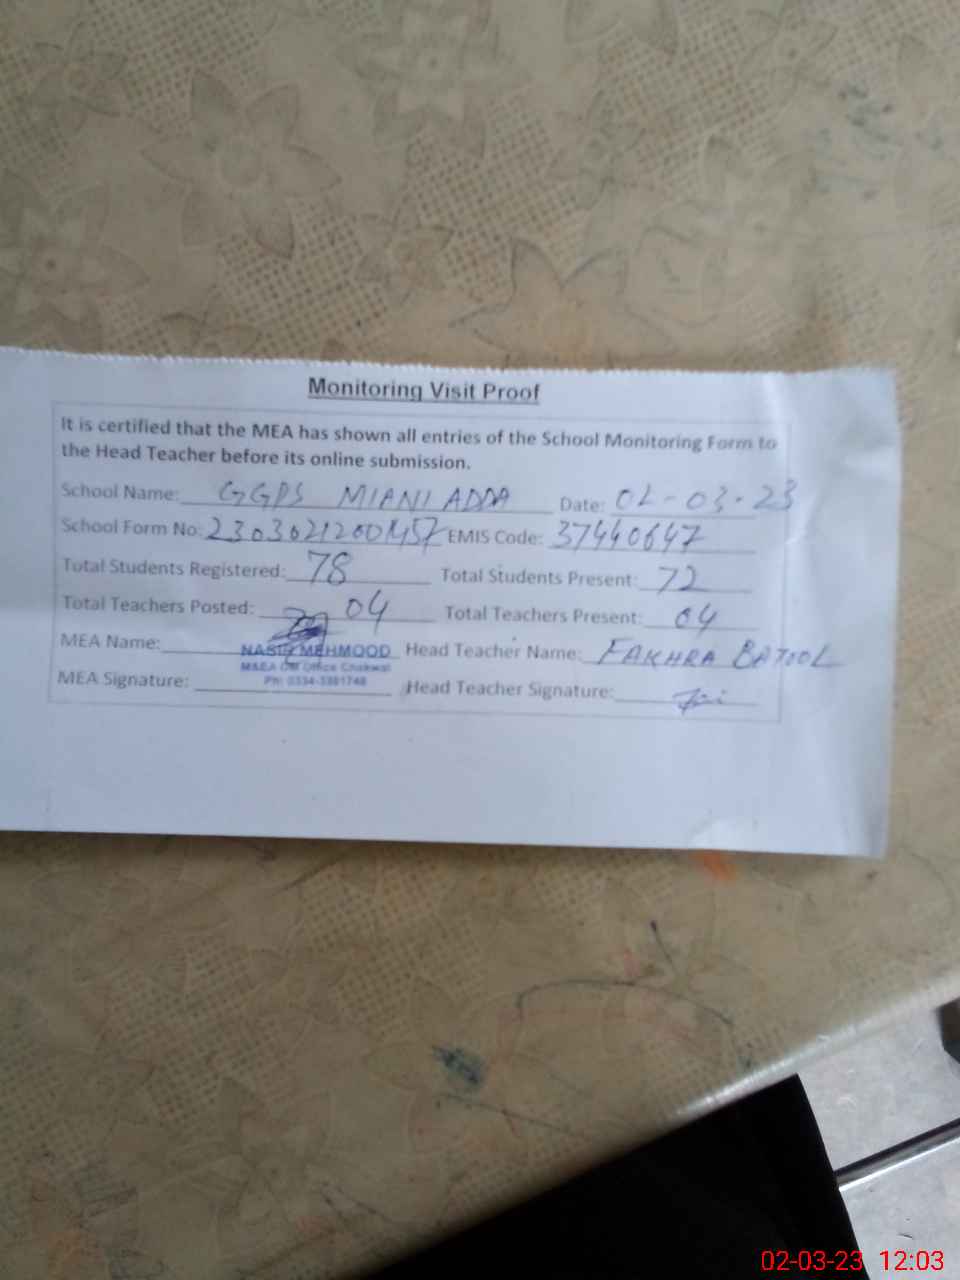 Monitoring Visit Proof
It is certified that the MEA has shown all entries of the School Monitoring Form to
the Head Teacher before its online submission.
School Name: GGPS MIANI ADDA Date: 02-03-23
School Form No: EMIS Code: 37440647
Total Students Registered: 78 Total Students Present: 72
Total Teachers Posted: 04 Total Teachers Present: 04
MEA Name: MEHMOOD Head Teacher Name: FAKHRA BATOOL
Office Chakwal
MEA Signature: Head Teacher Signature:
02-03-23 12:03